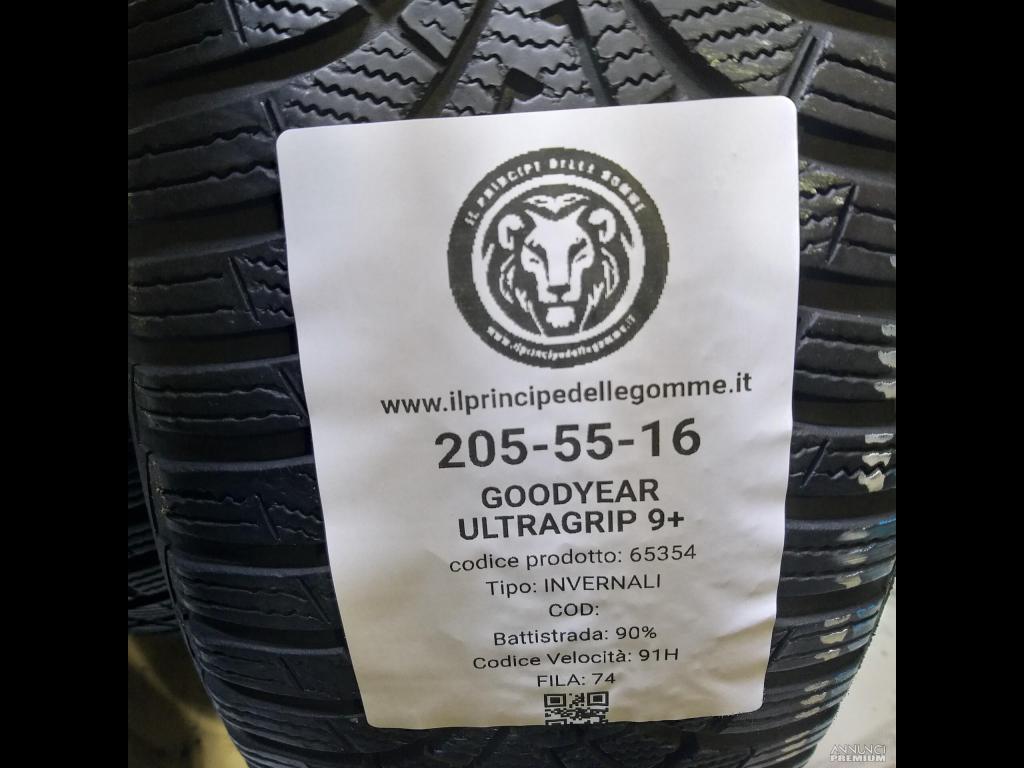 IL PRINCIPE DELLE GOMME
www.ilprincipedellegomme.it
www.ilprincipedellegomme.it
205-55-16
GOODYEAR
ULTRAGRIP 9+
codice prodotto: 65354
Tipo: INVERNALI
COD:
Battistrada: 90%
Codice Velocità: 91H
FILA: 74
ANNUNCI
PREMIUM